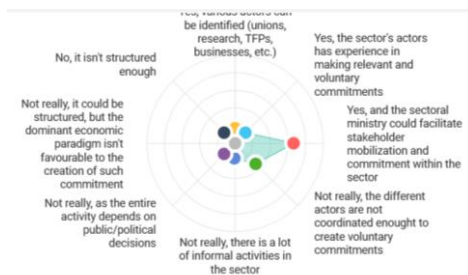 Yes, various actors can
be identified (unions,
research, TFPs,
businesses, etc.)
Yes, the sector's actors
has experience in
making relevant and
voluntary
commitments
Yes, and the sectoral
ministry could facilitate
stakeholder
mobilization and
commitment within the
sector
Not really, the different
actors are not
coordinated enought to
create voluntary
commitments
Not really, there is a lot
of informal activities in
the sector
Not really, as the entire
activity depends on
public/political
decisions
Not really, it could be
structured, but the
dominant economic
paradigm isn't
favourable to the
creation of such
commitment
No, it isn't structured
enough